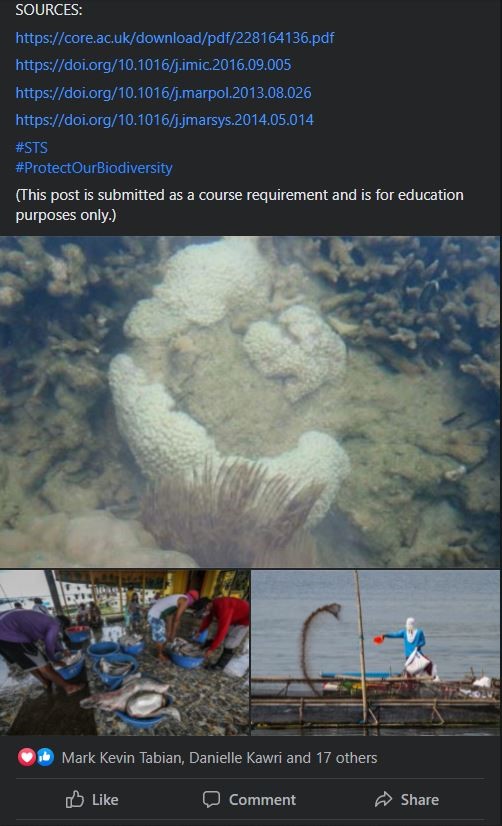 SOURCES:
https://core.ac.uk/download/pdf/228164136.pdf
https://doi.org/10.1016/j.imic.2016.09.005
https://doi.org/10.1016/j.marpol.2013.08.026
https://doi.org/10.1016/j.jmarsys.2014.05.014
#STS
#ProtectOurBiodiversity
(This post is submitted as a course requirement and is for education
purposes only.)
Mark Kevin Tabian, Danielle Kawri and 17 others
Like Comment Share